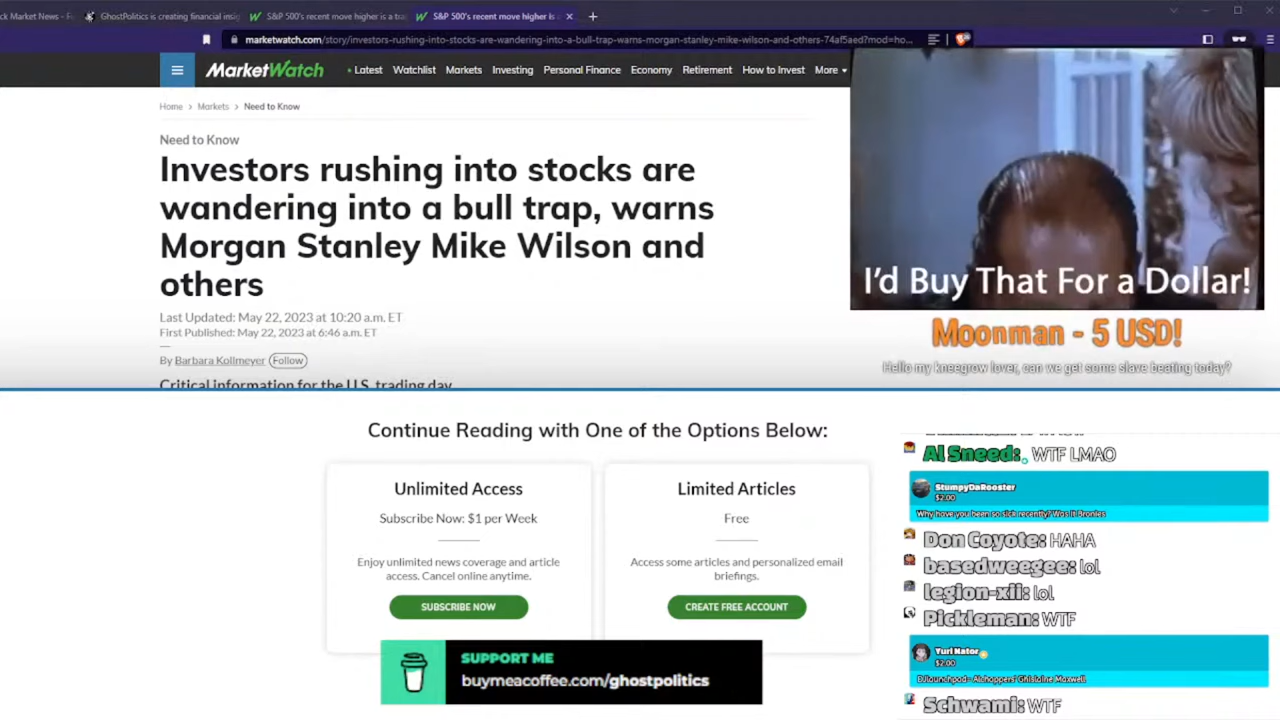 ck Market News - Fi
GhostPolitics is creating financial insig
S&P 500's recent move higher is a tra
S&P 500's recent move higher is
marketwatch.com/story/investors-rushing-into-stocks-are-wandering-into-a-bull-trap-warns-morgan-stanley-mike-wilson-and-others-74af5aed?mod=ho...
MarketWatch
Latest Watchlist Markets Investing Personal Finance Economy Retirement How to Invest More
Home > Markets > Need to Know
Need to Know
Investors rushing into stocks are
wandering into a bull trap, warns
Morgan Stanley Mike Wilson and
others
Last Updated: May 22, 2023 at 10:20 a.m. ET
First Published: May 22, 2023 at 6:46 a.m. ET
By Barbara Kollmeyer Follow
Critical information for the U.S. trading day
I'd Buy That For a Dollar!
Moonman - 5 USD!
Hello my kneegrow lover, can we get some slave beating today?
Continue Reading with One of the Options Below:
Unlimited Access
Subscribe Now: $1 per Week
Enjoy unlimited news coverage and article
access. Cancel online anytime.
SUBSCRIBE NOW
Limited Articles
Free
Access some articles and personalized email
briefings.
CREATE FREE ACCOUNT
SUPPORT ME
buymeacoffee.com/ghostpolitics
Al Sneed: WTF LMAO
StumpyDaRooster
$2.00
Why have you been so sick recently? Was it Bronies
Don Coyote: HAHA
basedweegee: lol
legion-xii: lol
Pickleman: WTF
Yuri Nator
$2.00
Ghislaine Maxwell
Schwami: WTF